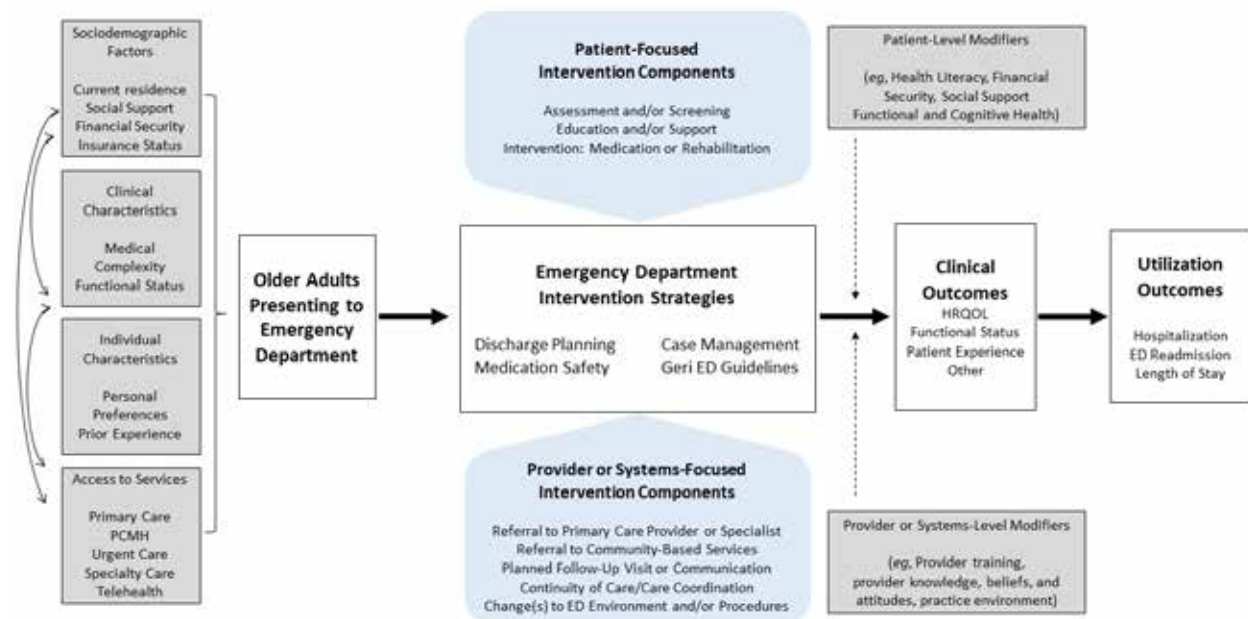 Sociodemographic
Factors
Current residence
Social Support
Financial Security
Insurance Status
Clinical
Characteristics
Medical
Complexity
Functional Status
Individual
Characteristics
Personal
Preferences
Prior Experience
Access to Services
Primary Care
PCMH
Urgent Care
Specialty Care
Telehealth
Older Adults
Presenting to
Emergency
Department
Patient-Focused
Intervention Components
Assessment and/or Screening
Education and/or Support
Intervention: Medication or Rehabilitation
Emergency Department
Intervention Strategies
Discharge Planning
Medication Safety
Case Management
Geri ED Guidelines
Provider or Systems-Focused
Intervention Components
Referral to Primary Care Provider or Specialist
Referral to Community-Based Services
Planned Follow-Up Visit or Communication
Continuity of Care/Care Coordination
Change(s) to ED Environment and/or Procedures
Patient-Level Modifiers
(eg, Health Literacy, Financial
Security, Social Support
Functional and Cognitive Health)
Clinical
Outcomes
HRQOL
Functional Status
Patient Experience
Other
Utilization
Outcomes
Hospitalization
ED Readmission
Length of Stay
Provider or Systems-Level Modifiers
(eg, Provider training,
provider knowledge, beliefs, and
attitudes, practice environment)